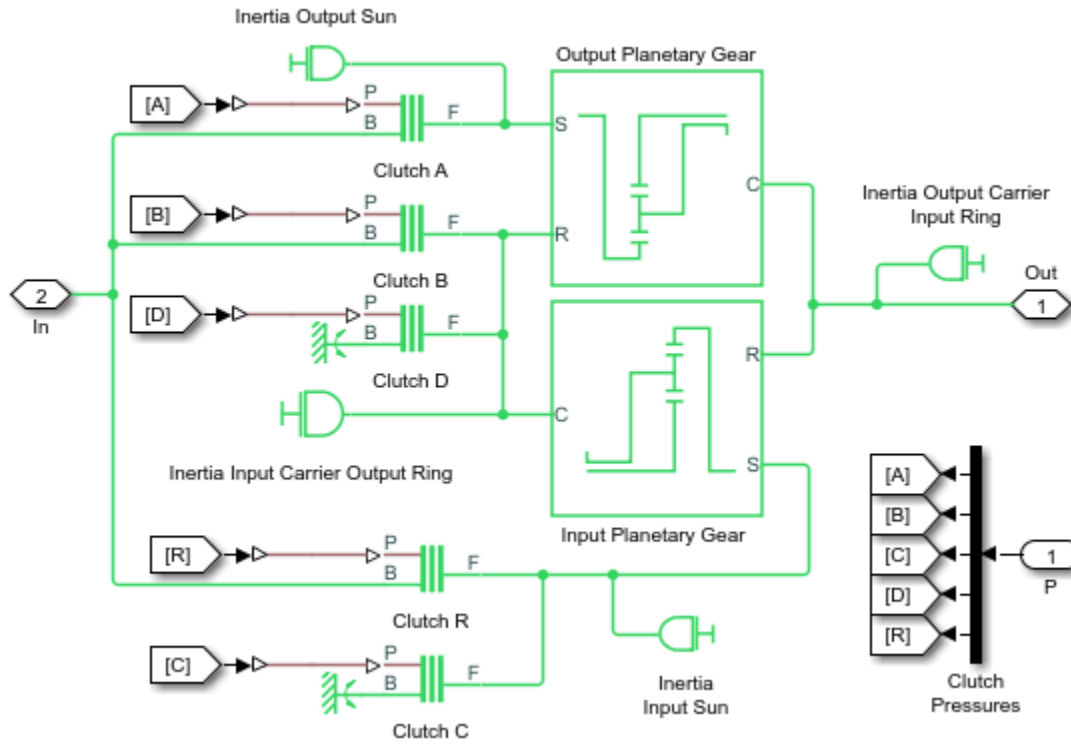 Inertia Output Sun
Output Planetary Gear
[A]
P
B
F
S
Clutch A
C
Inertia Output Carrier
Input Ring
[B]
P
B
F
R
Clutch B
2
In
Out
1
[D]
P
B
F
Clutch D
R
C
Inertia Input Carrier Output Ring
S
Input Planetary Gear
[A]
[B]
[C]
[D]
[R]
1
P
Clutch
Pressures
[R]
P
B
F
Clutch R
[C]
P
B
F
Clutch C
Inertia
Input Sun